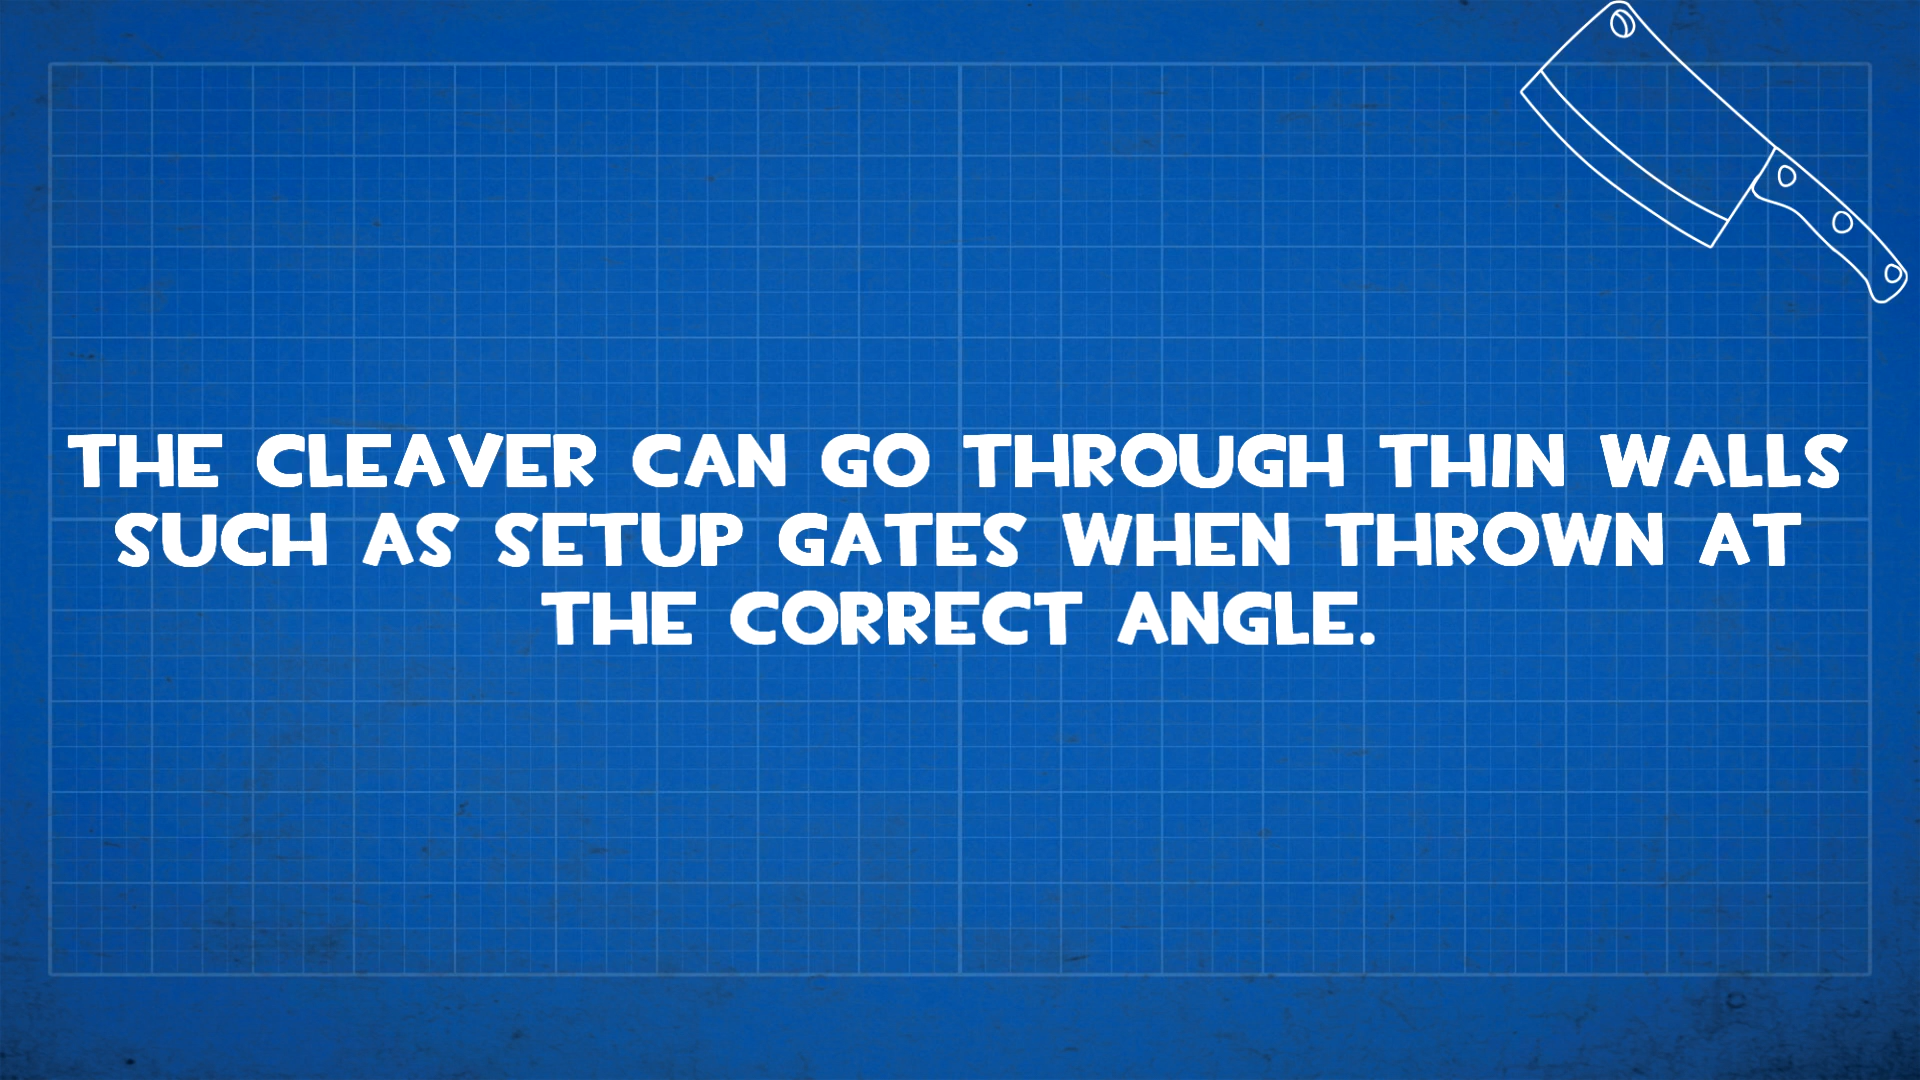 THE CLEAVER CAN GO THROUGH THIN WALLS
SUCH AS SETUP GATES WHEN THROWN AT
THE CORRECT ANGLE.